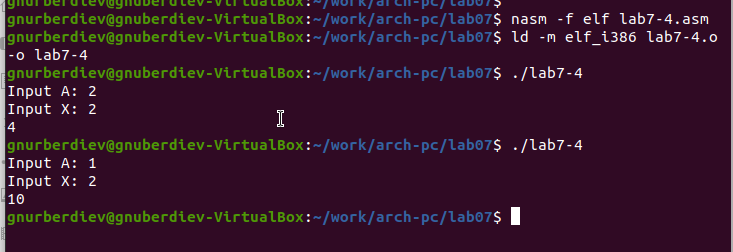 gnurberdiev@gnuberdiev-VirtualBox:~/work/arch-pc/lab07$
gnurberdiev@gnuberdiev-VirtualBox:~/work/arch-pc/lab07$ nasm -f elf lab7-4.asm
gnurberdiev@gnuberdiev-VirtualBox:~/work/arch-pc/lab07$ ld -m elf_i386 lab7-4.o
-o lab7-4
gnurberdiev@gnuberdiev-VirtualBox:~/work/arch-pc/lab07$ ./lab7-4
Input A: 2
Input X: 2
4
gnurberdiev@gnuberdiev-VirtualBox:~/work/arch-pc/lab07$ ./lab7-4
Input A: 1
Input X: 2
10
gnurberdiev@gnuberdiev-VirtualBox:~/work/arch-pc/lab07$